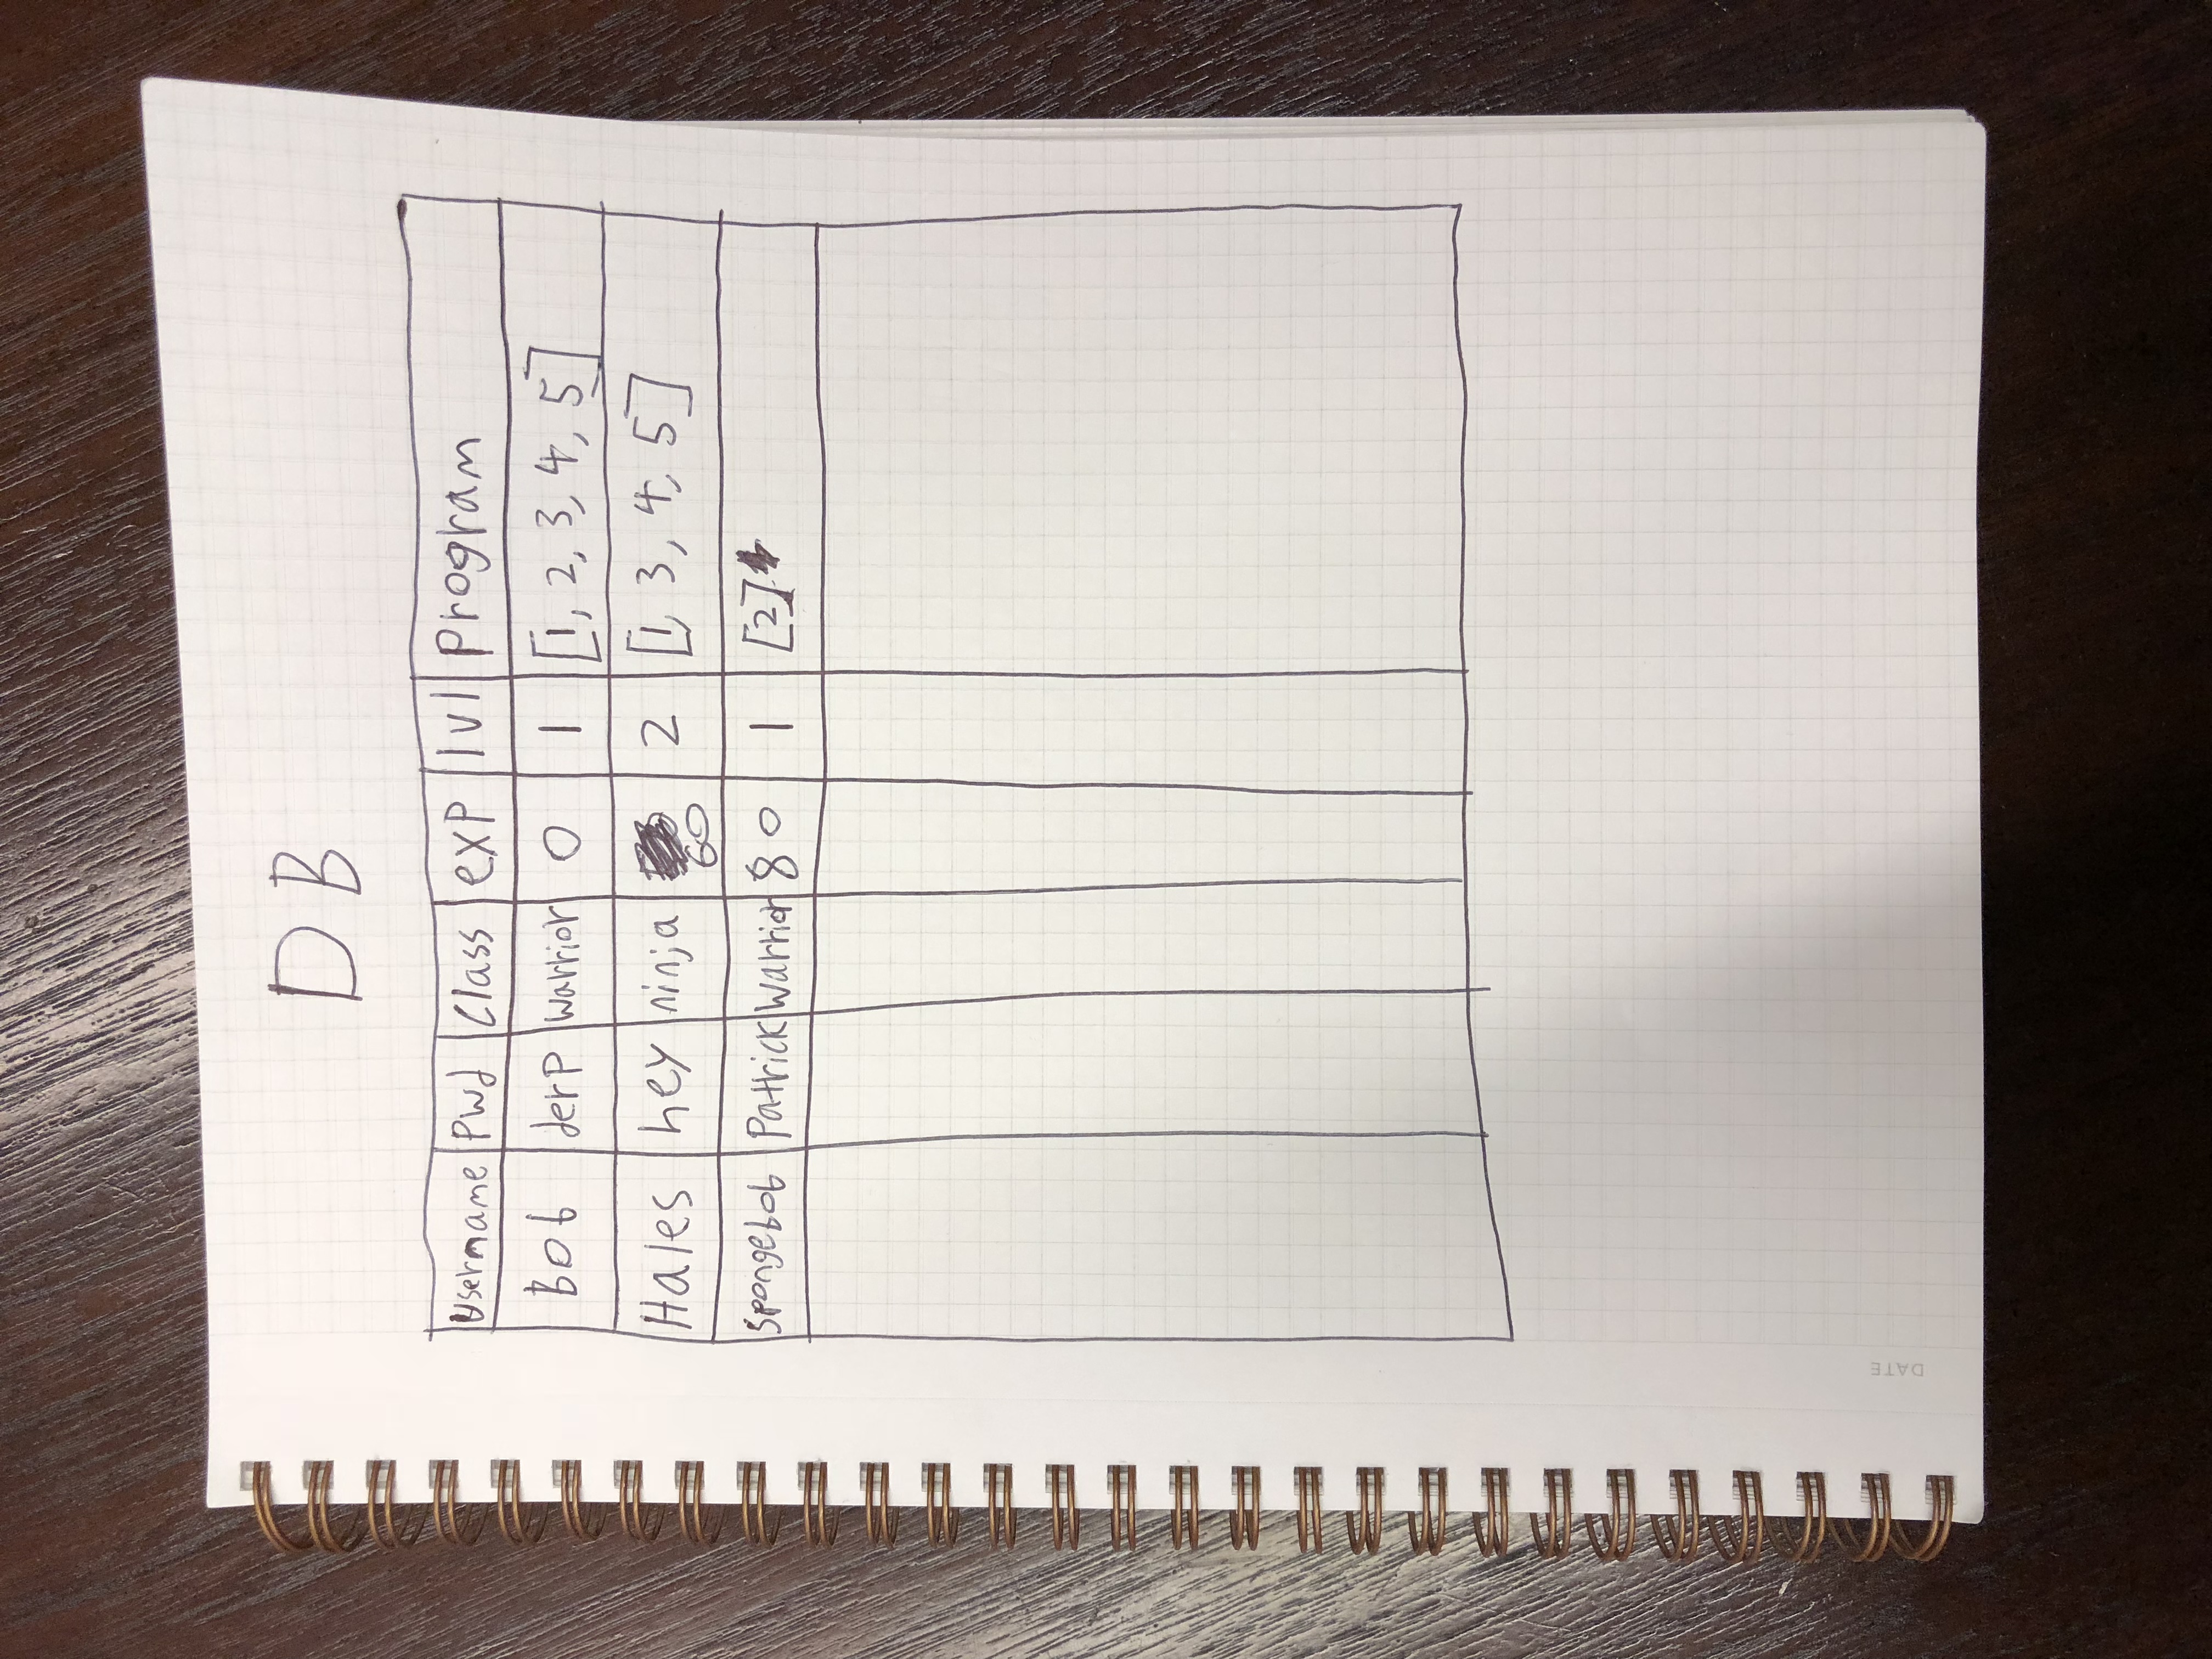 DB
Username Pwd Class exp lvl Program
Bob derp warrior 0 1 [1, 2, 3, 4, 5]
Hales hey ninja 60 2 [1, 3, 4, 5]
Spongebob Patrick warrior 80 1 [2]
DATE